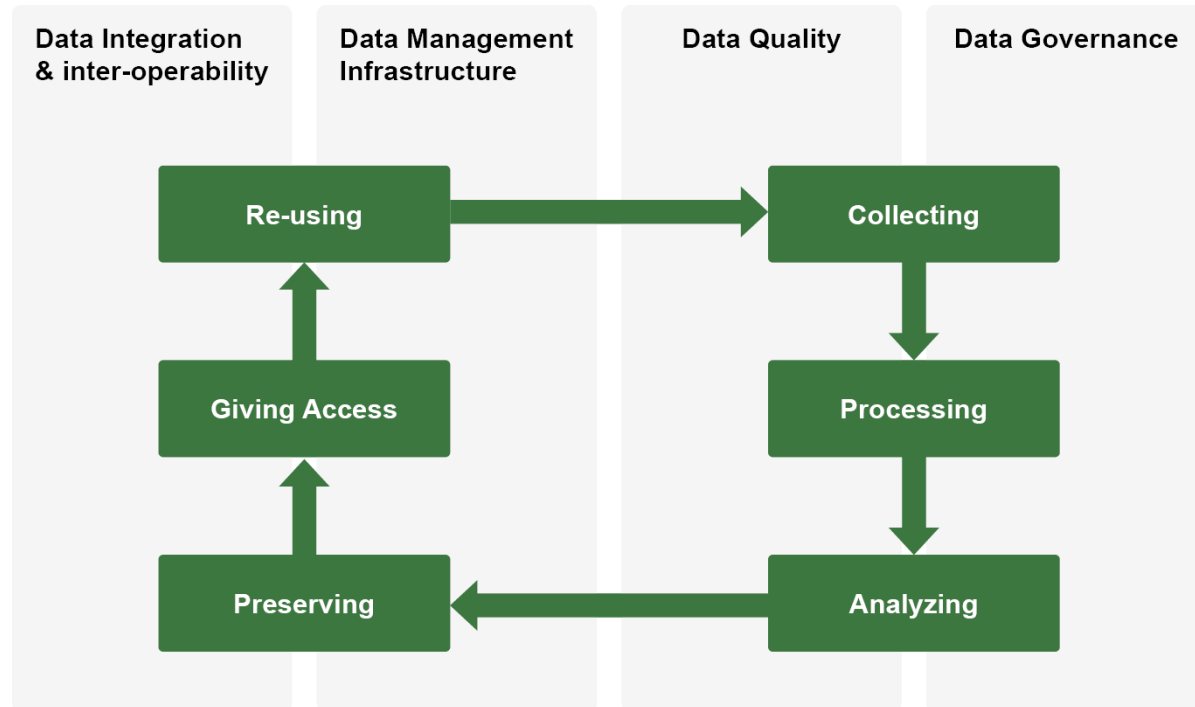 Data Integration
& inter-operability
Data Management
Infrastructure
Data Quality
Data Governance
Re-using
Collecting
Giving Access
Processing
Preserving
Analyzing